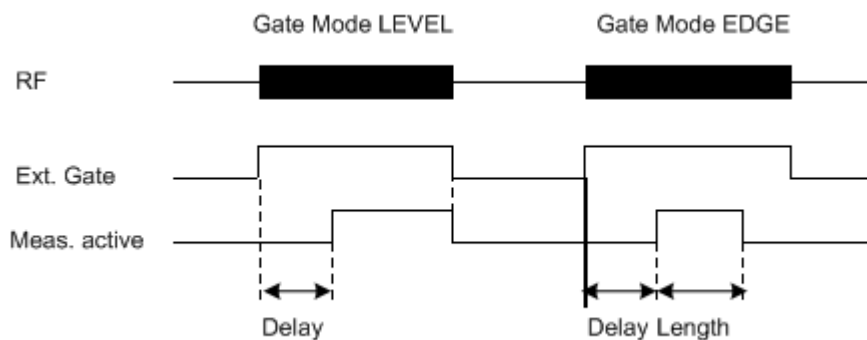 Gate Mode LEVEL Gate Mode EDGE
RF
Ext. Gate
Meas. active
Delay Delay Length